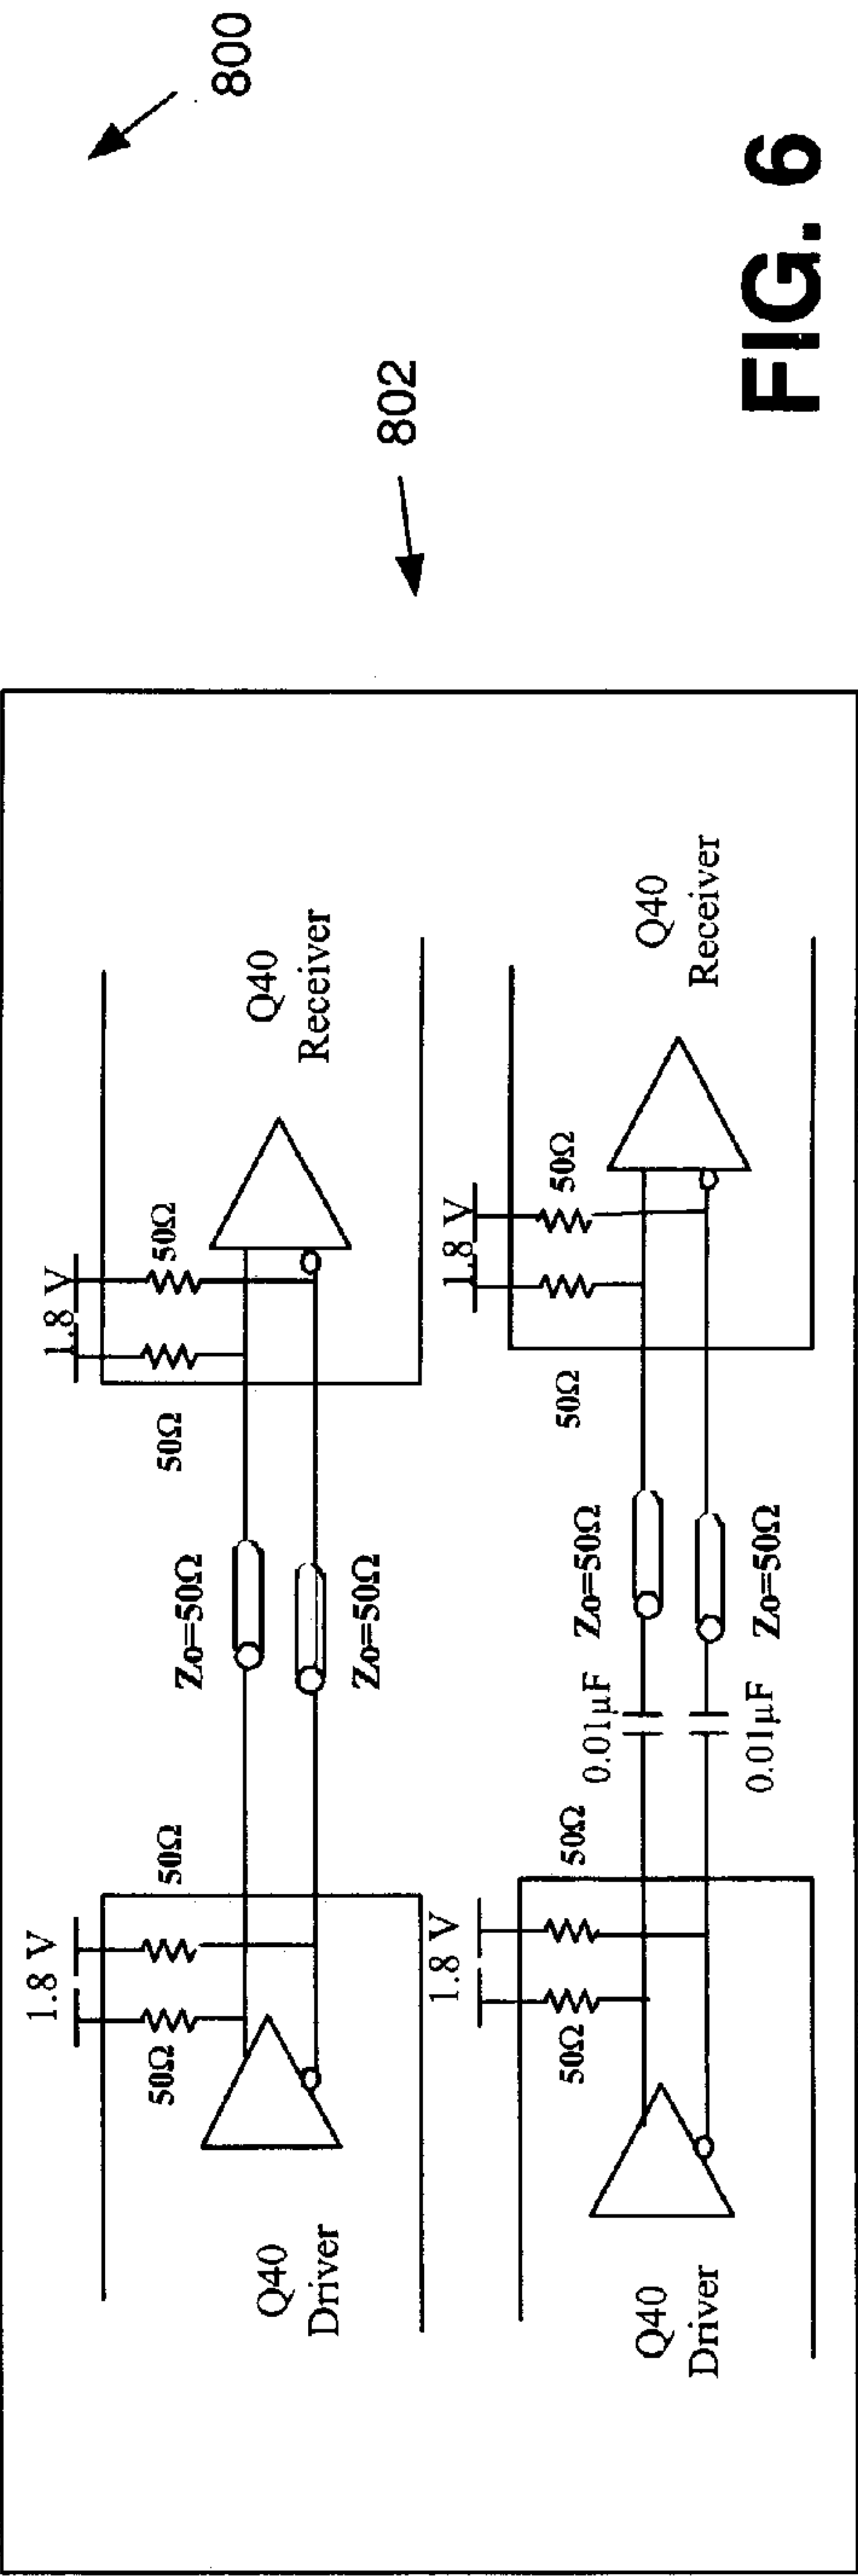 800
802
FIG. 6
1.8 V
50Ω
50Ω
Q40
Driver
Zo=50Ω
Zo=50Ω
1.8 V
50Ω
50Ω
Q40
Receiver
1.8 V
50Ω
50Ω
Q40
Driver
0.01µF
0.01µF
Zo=50Ω
Zo=50Ω
1.8 V
50Ω
50Ω
Q40
Receiver